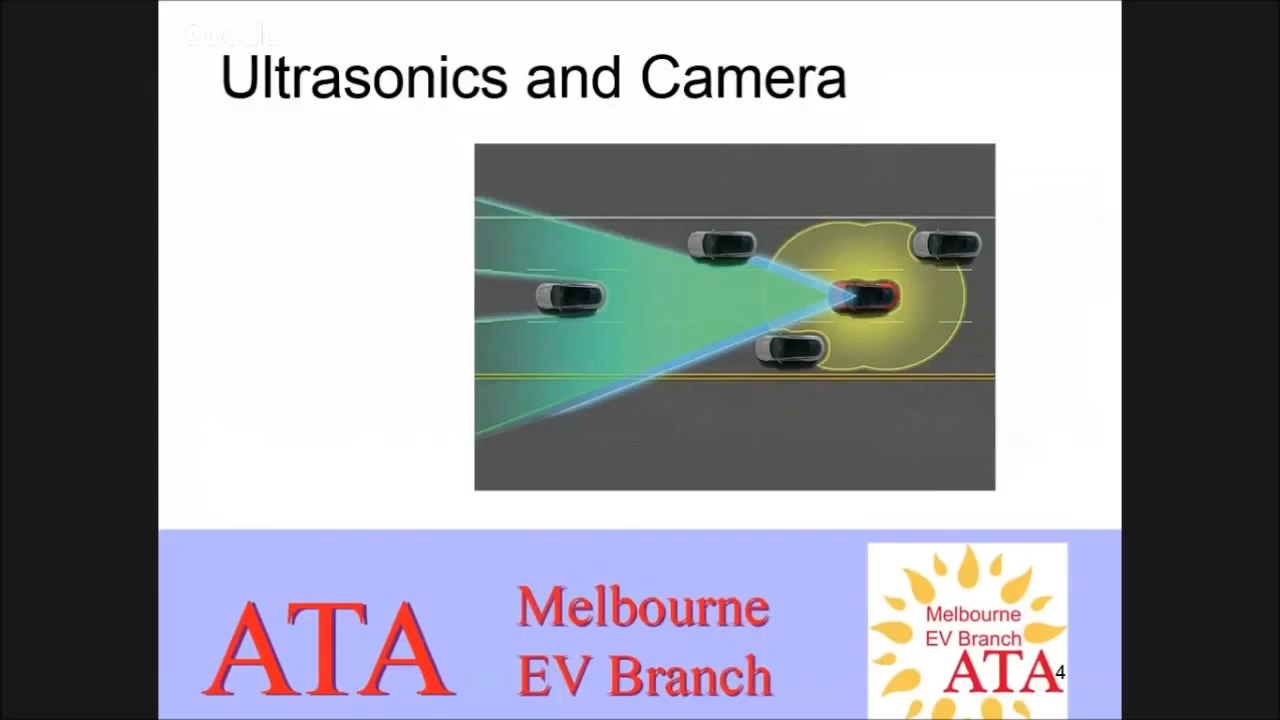 Ultrasonics and Camera
ATA
Melbourne
EV Branch
Melbourne
EV Branch
ATA
4